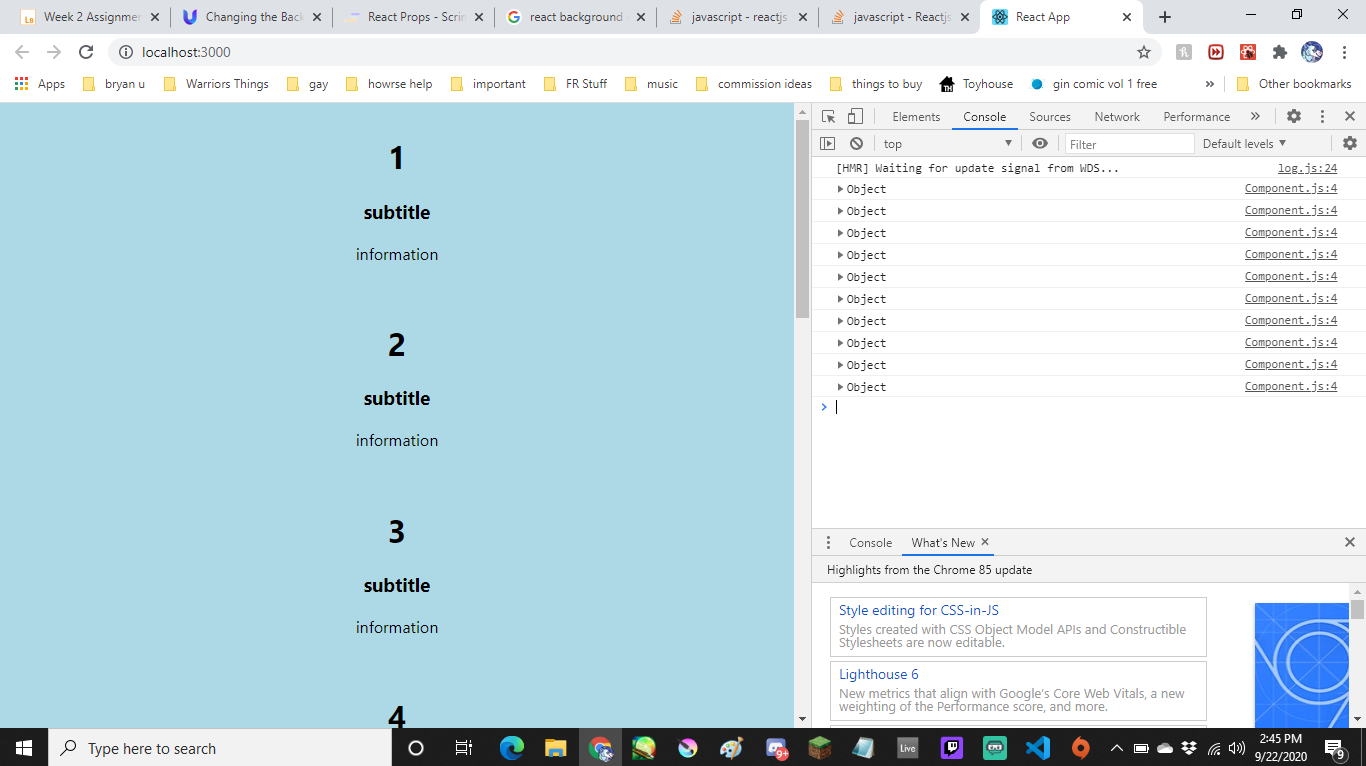 Week 2 Assignmen
Changing the Bac
React Props - Scrim
react background
javascript - reactjs
javascript - Reactjs
React App
localhost:3000
Apps
bryan u
Warriors Things
gay
howrse help
important
FR Stuff
music
commission ideas
things to buy
TH
Toyhouse
gin comic vol 1 free
»
Other bookmarks
1
subtitle
information
2
subtitle
information
3
subtitle
information
4
Elements Console Sources Network Performance »
top
Filter
Default levels
[HMR] Waiting for update signal from WDS... log.js:24
Object Component.js:4
Object Component.js:4
Object Component.js:4
Object Component.js:4
Object Component.js:4
Object Component.js:4
Object Component.js:4
Object Component.js:4
Object Component.js:4
Object Component.js:4
Console What's New
Highlights from the Chrome 85 update
Style editing for CSS-in-JS
Styles created with CSS Object Model APIs and Constructible
Stylesheets are now editable.
Lighthouse 6
New metrics that align with Google's Core Web Vitals, a new
weighting of the Performance score, and more.
Type here to search
9+
Live
2:45 PM
9/22/2020
9